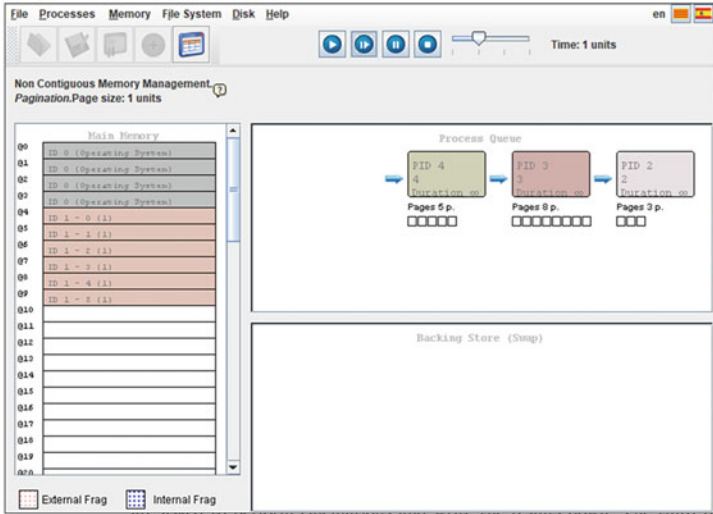 File Processes Memory File System Disk Help
en
Time: 1 units
Non Contiguous Memory Management.
?
Pagination.Page size: 1 units
Main Memory
@0 ID 0 (Operating System)
@1 ID 0 (Operating System)
@2 ID 0 (Operating System)
@3 ID 0 (Operating System)
@4 ID 1 - 0 (1)
@5 ID 1 - 1 (1)
@6 ID 1 - 2 (1)
@7 ID 1 - 3 (1)
@8 ID 1 - 4 (1)
@9 ID 1 - 5 (1)
@10
@11
@12
@13
@14
@15
@16
@17
@18
@19
@20
External Frag Internal Frag
Process Queue
PID 4
4
Duration ∞
Pages 5 p.
PID 3
3
Duration ∞
Pages 8 p.
PID 2
2
Duration ∞
Pages 3 p.
Backing Store (Swap)